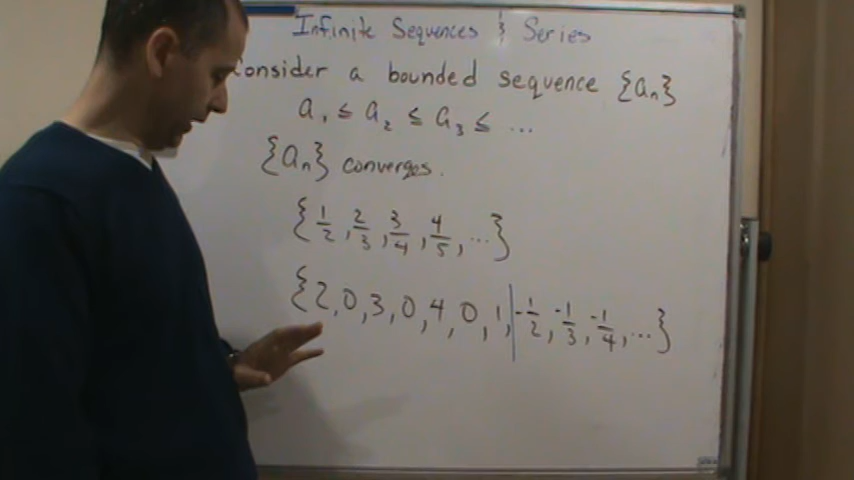 Infinite Sequences & Series
Consider a bounded sequence {aₙ}
a₁ ≤ a₂ ≤ a₃ ≤ ...
{aₙ} converges.
{1/2, 2/3, 3/4, 4/5, ...}
{2, 0, 3, 0, 4, 0, 1, | -1/2, -1/3, -1/4, ...}